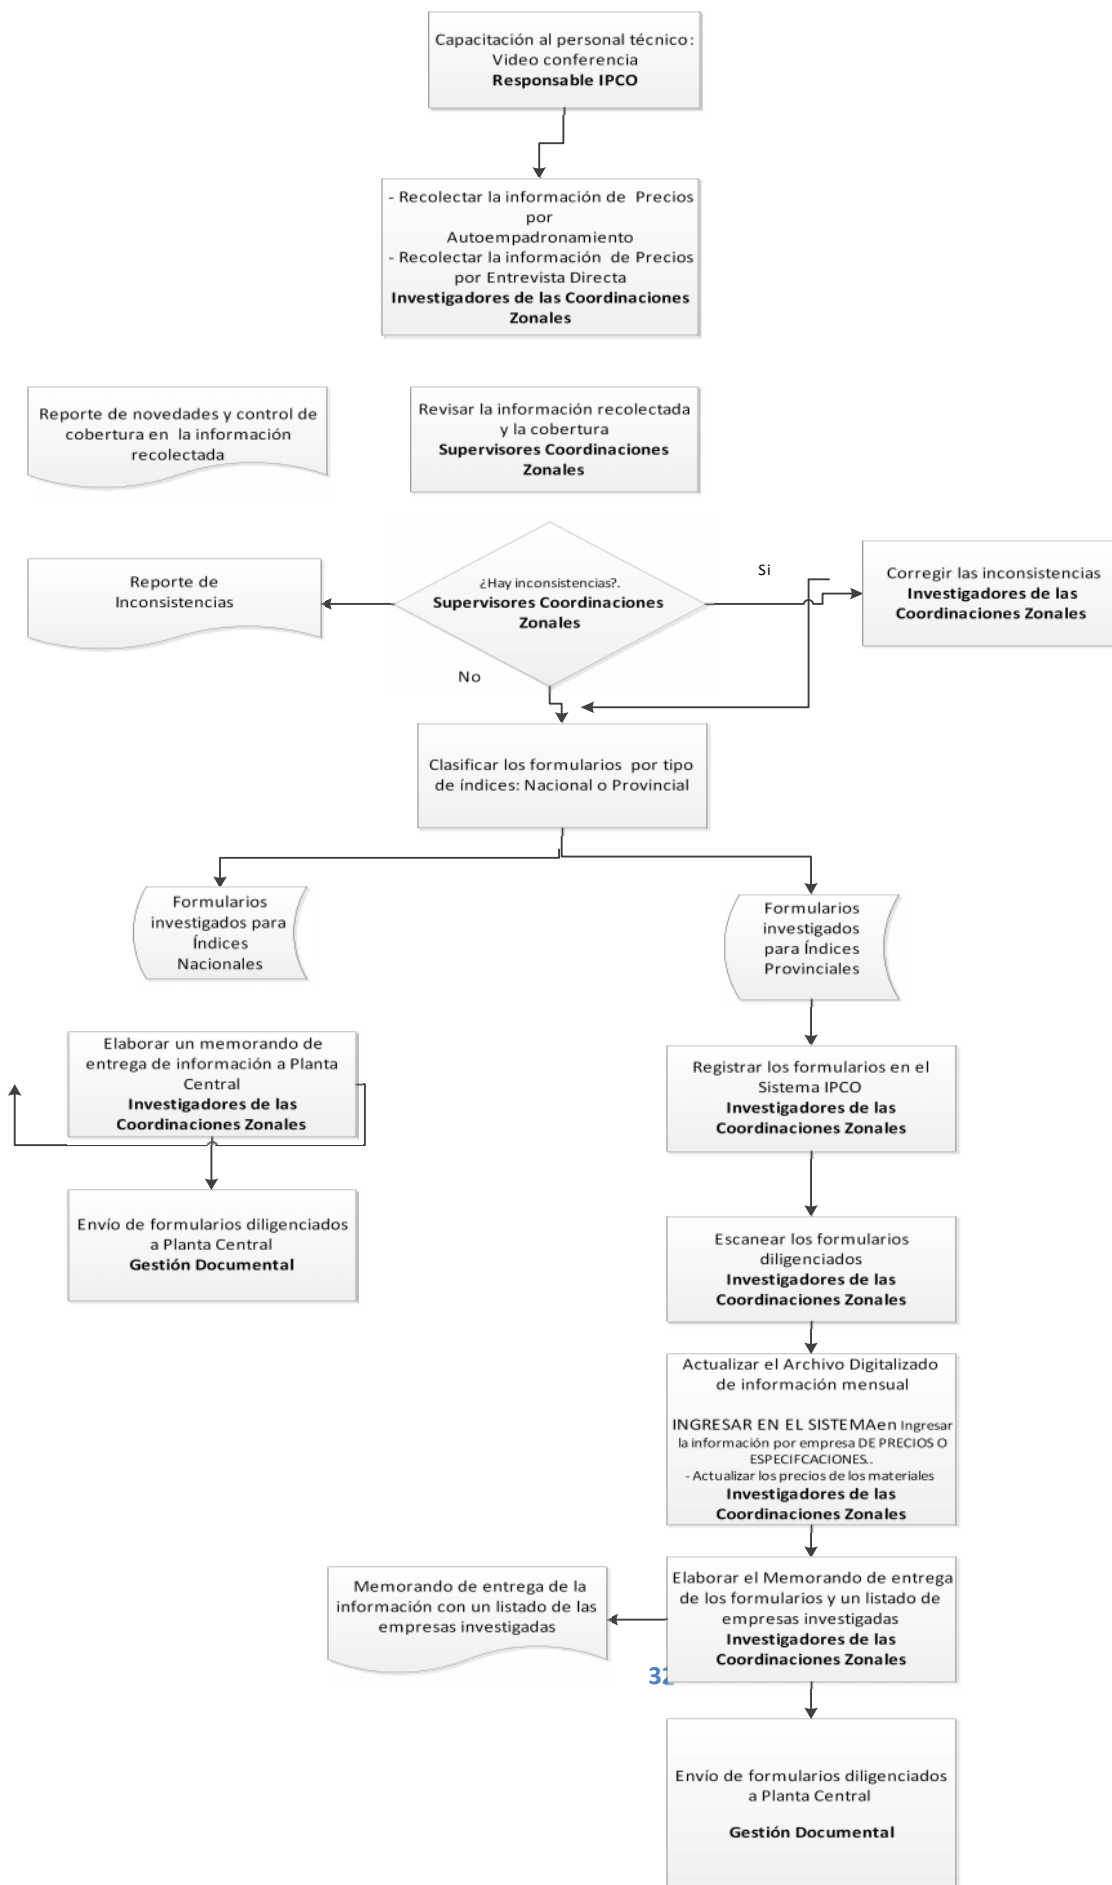 Capacitación al personal técnico:
Video conferencia
Responsable IPCO
- Recolectar la información de Precios
por
Autoempadronamiento
- Recolectar la información de Precios
por Entrevista Directa
Investigadores de las Coordinaciones
Zonales
Reporte de novedades y control de
cobertura en la información
recolectada
Revisar la información recolectada
y la cobertura
Supervisores Coordinaciones
Zonales
Reporte de
Inconsistencias
¿Hay inconsistencias?.
Supervisores Coordinaciones
Zonales
Si
Corregir las inconsistencias
Investigadores de las
Coordinaciones Zonales
No
Clasificar los formularios por tipo
de índices: Nacional o Provincial
Formularios
investigados para
Índices
Nacionales
Formularios
investigados
para Índices
Provinciales
Elaborar un memorando de
entrega de información a Planta
Central
Investigadores de las
Coordinaciones Zonales
Registrar los formularios en el
Sistema IPCO
Investigadores de las
Coordinaciones Zonales
Envío de formularios diligenciados
a Planta Central
Gestión Documental
Escanear los formularios
diligenciados
Investigadores de las
Coordinaciones Zonales
Actualizar el Archivo Digitalizado
de información mensual
INGRESAR EN EL SISTEMAen Ingresar
la información por empresa DE PRECIOS O
ESPECIFCACIONES..
- Actualizar los precios de los materiales
Investigadores de las
Coordinaciones Zonales
Memorando de entrega de la
información con un listado de las
empresas investigadas
Elaborar el Memorando de entrega
de los formularios y un listado de
empresas investigadas
Investigadores de las
Coordinaciones Zonales
32
Envío de formularios diligenciados
a Planta Central
Gestión Documental